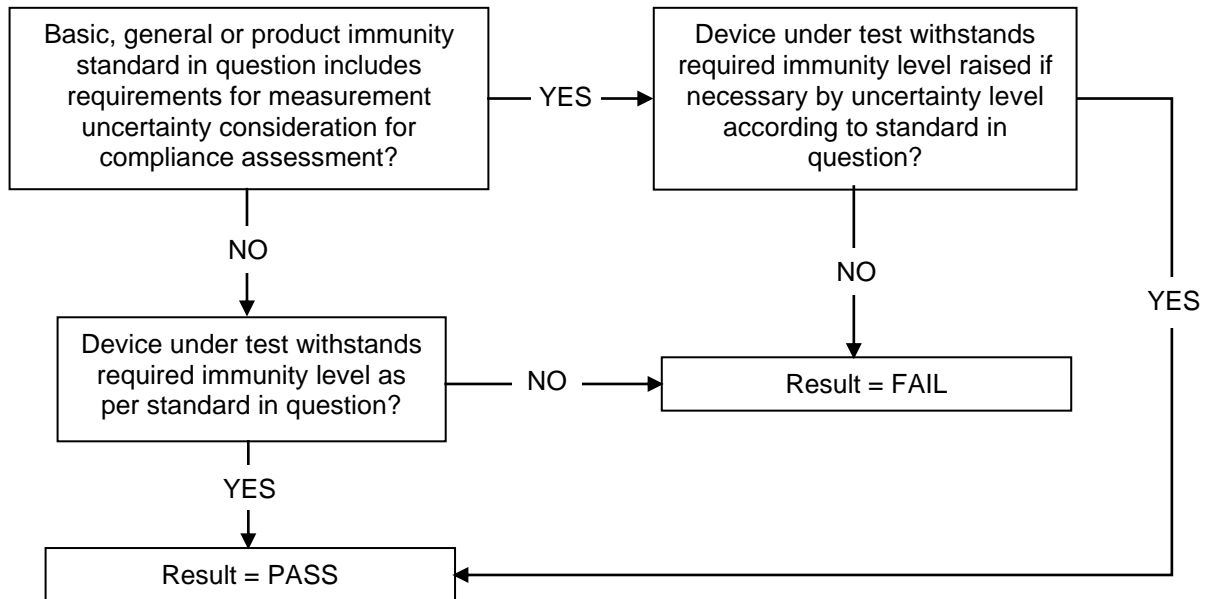 Basic, general or product immunity
standard in question includes
requirements for measurement
uncertainty consideration for
compliance assessment?
YES
Device under test withstands
required immunity level raised if
necessary by uncertainty level
according to standard in
question?
NO
NO
YES
Device under test withstands
required immunity level as
per standard in question?
NO
Result = FAIL
YES
Result = PASS